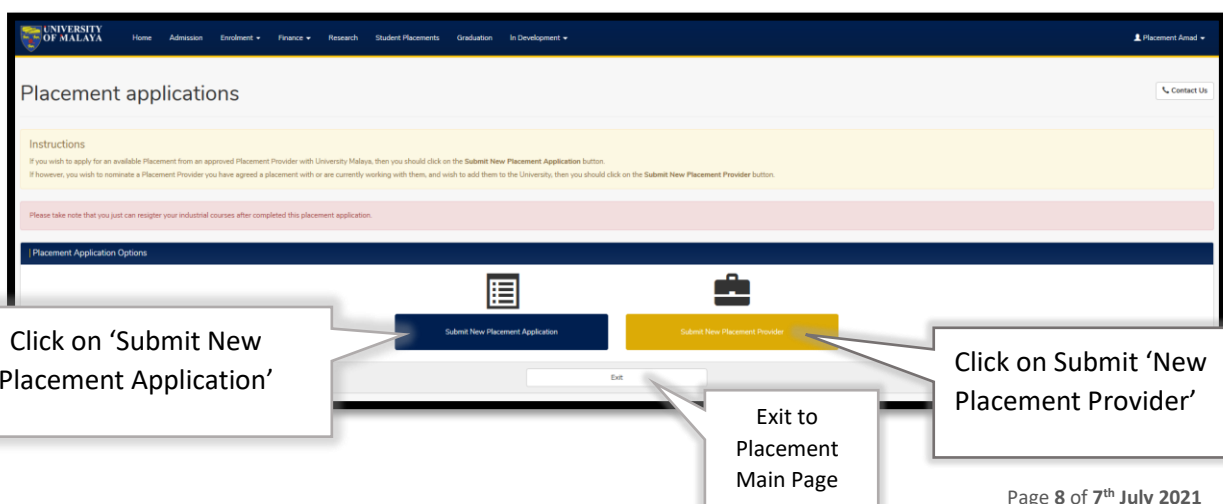 UNIVERSITY
OF MALAYA
Home Admission Enrolment Finance Research Student Placements Graduation In Development Placement Amad
Placement applications
Contact Us
Instructions
If you wish to apply for an available Placement from an approved Placement Provider with University Malaya, then you should click on the Submit New Placement Application button.
If however, you wish to nominate a Placement Provider you have agreed a placement with or are currently working with them, and wish to add them to the University, then you should click on the Submit New Placement Provider button.
Please take note that you just can resigter your industrial courses after completed this placement application.
| Placement Application Options
Submit New Placement Application
Submit New Placement Provider
Exit
Click on ‘Submit New
Placement Application’
Exit to
Placement
Main Page
Click on Submit ‘New
Placement Provider’
Page 8 of 7th July 2021